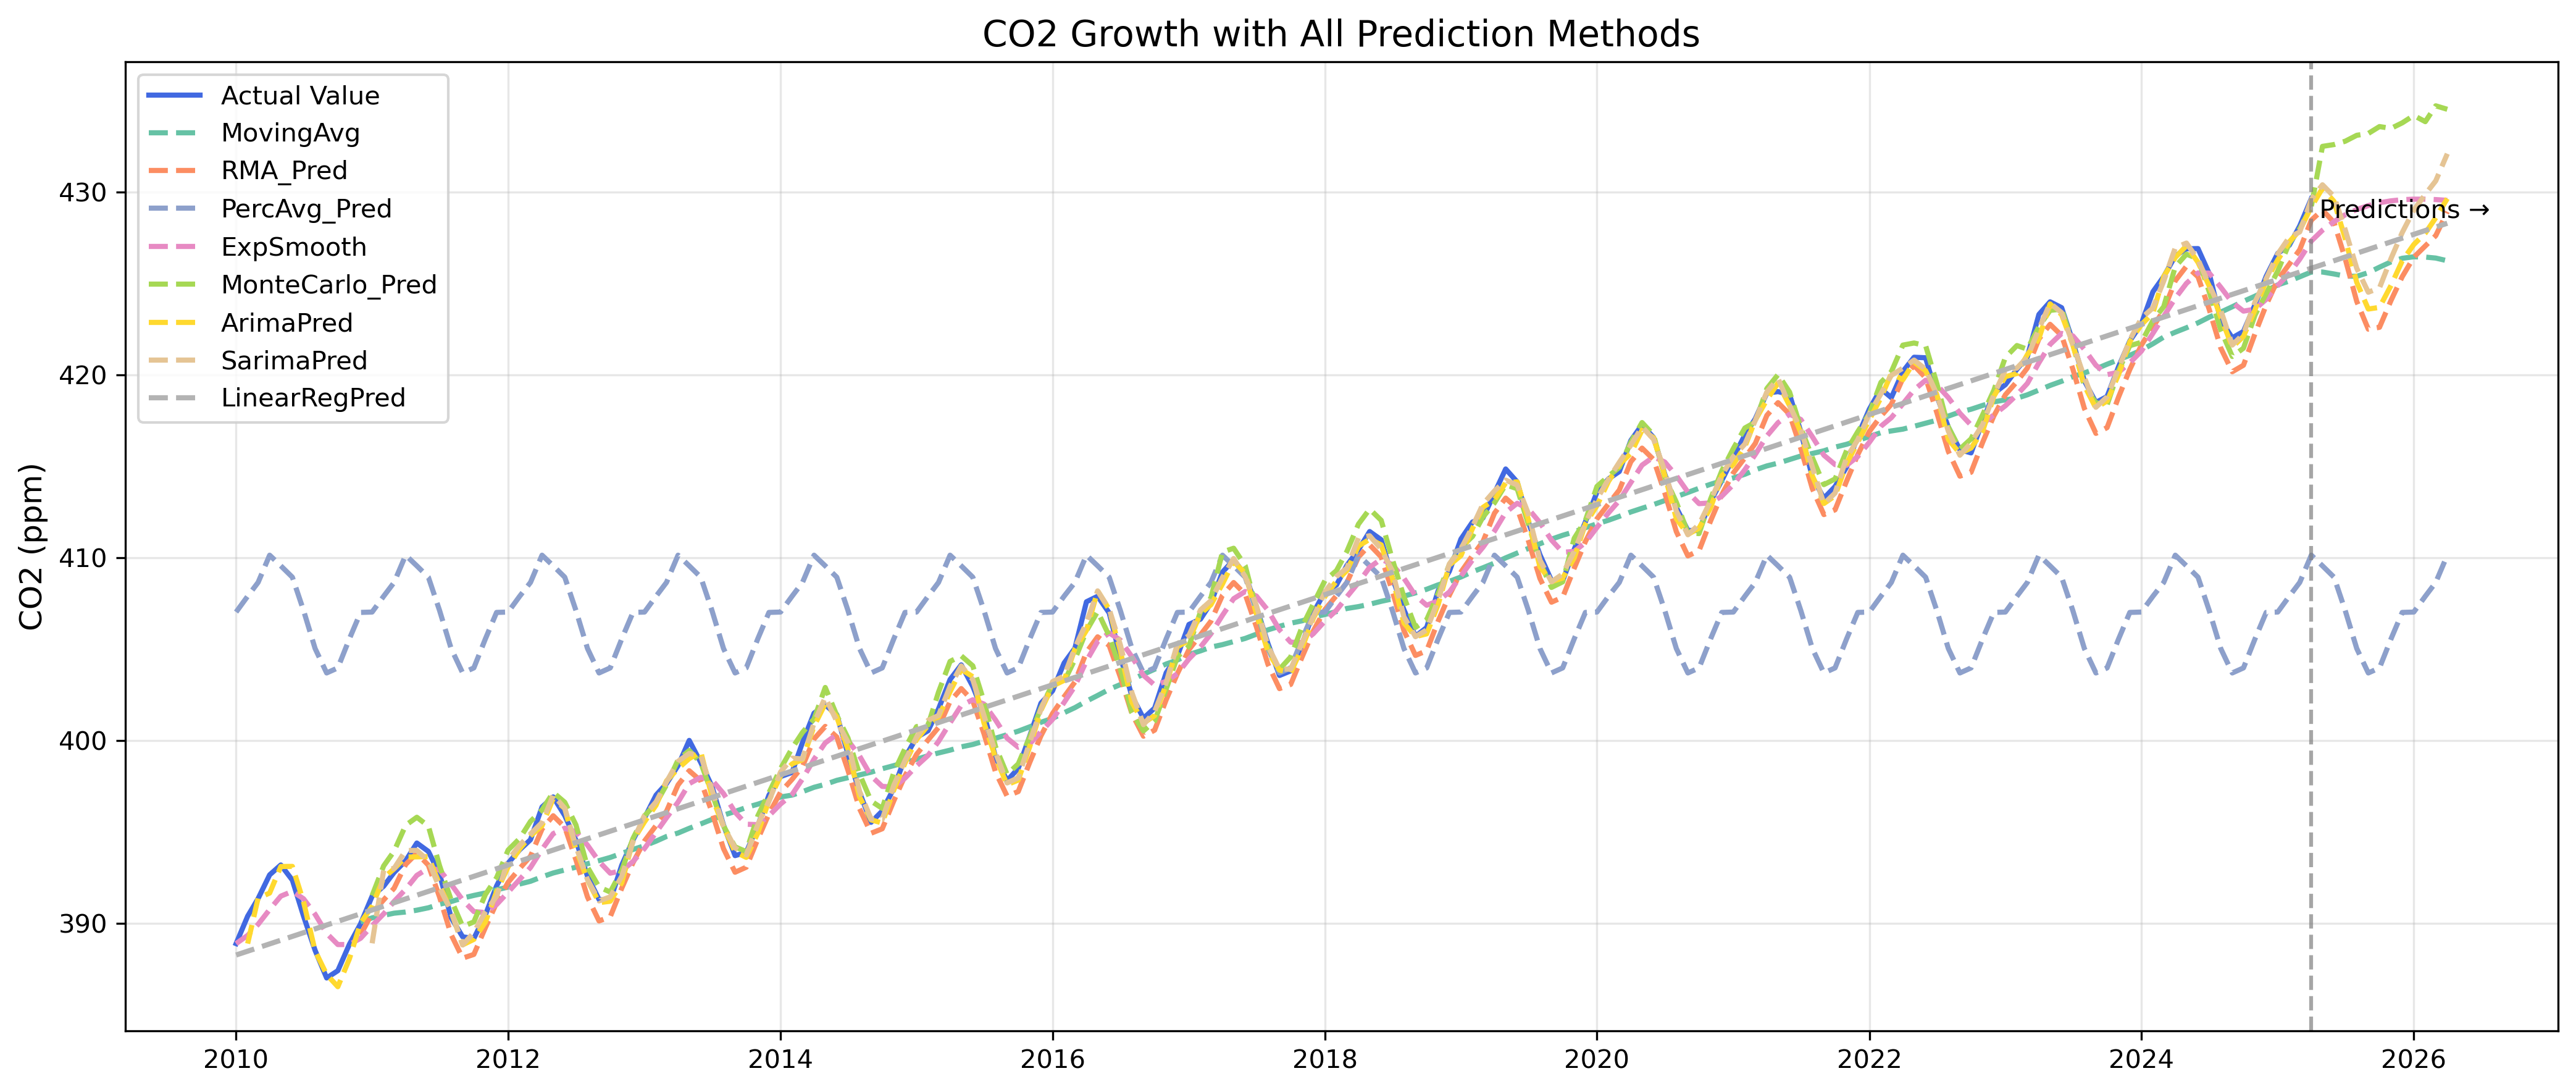 CO2 Growth with All Prediction Methods
Actual Value
MovingAvg
RMA_Pred
PercAvg_Pred
ExpSmooth
MonteCarlo_Pred
ArimaPred
SarimaPred
LinearRegPred
Predictions →
CO2 (ppm)
430
420
410
400
390
2010 2012 2014 2016 2018 2020 2022 2024 2026